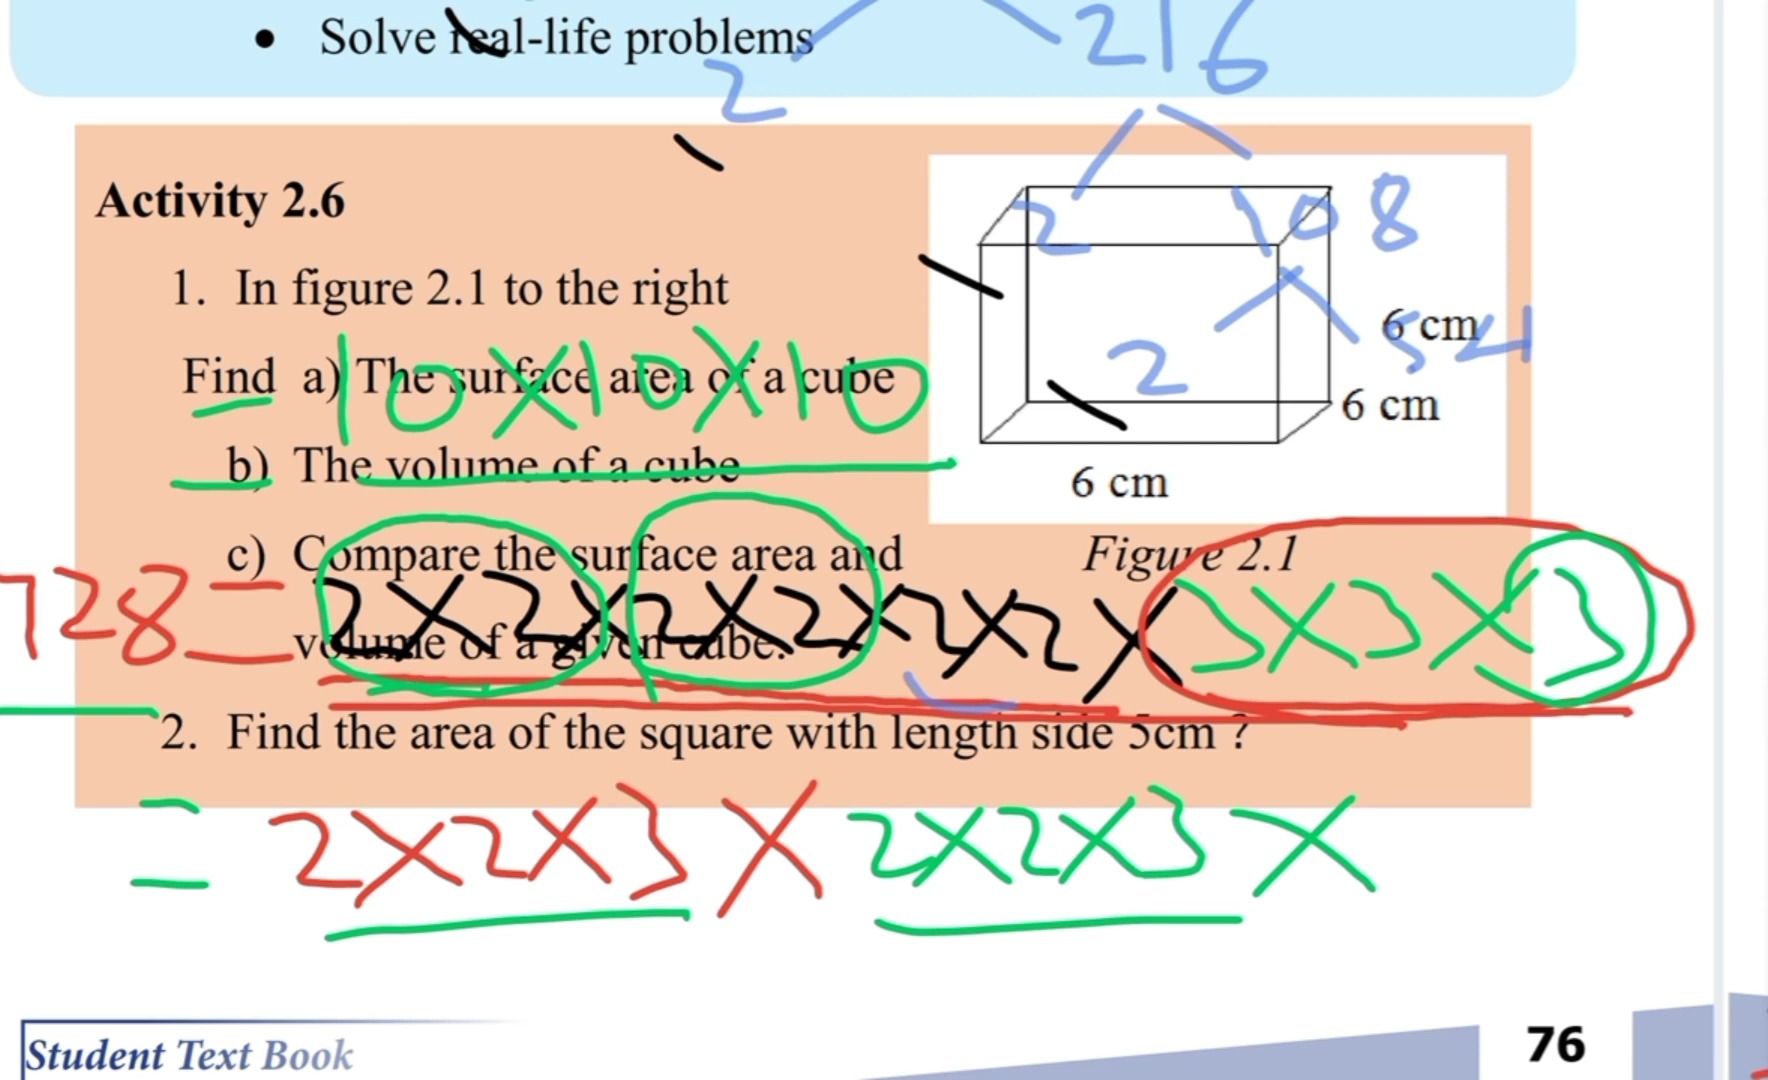 • Solve real-life problems
2 216
Activity 2.6
2 108
1. In figure 2.1 to the right
6 cm 54
2
Find a) The surface area of a cube
10×10×10
6 cm
b) The volume of a cube
6 cm
c) Compare the surface area and
Figure 2.1
728 = 2×2×2×2×2×2×3×3×3
volume of a given cube.
2. Find the area of the square with length side 5cm ?
= 2×2×3×2×2×3×
Student Text Book
76